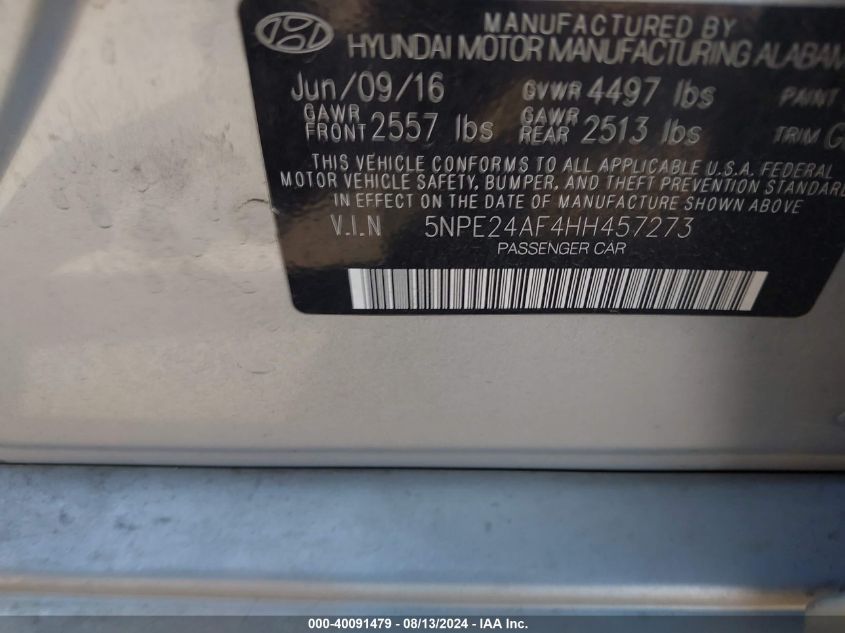 MANUFACTURED BY
HYUNDAI MOTOR MANUFACTURING ALABAM
Jun/09/16 GVWR 4497 lbs PAINT
GAWR FRONT 2557 lbs GAWR REAR 2513 lbs TRIM
THIS VEHICLE CONFORMS TO ALL APPLICABLE U.S.A. FEDERAL
MOTOR VEHICLE SAFETY, BUMPER, AND THEFT PREVENTION STANDARD
IN EFFECT ON THE DATE OF MANUFACTURE SHOWN ABOVE
V.I.N 5NPE24AF4HH457273
PASSENGER CAR
000-40091479 - 08/13/2024 - IAA Inc.